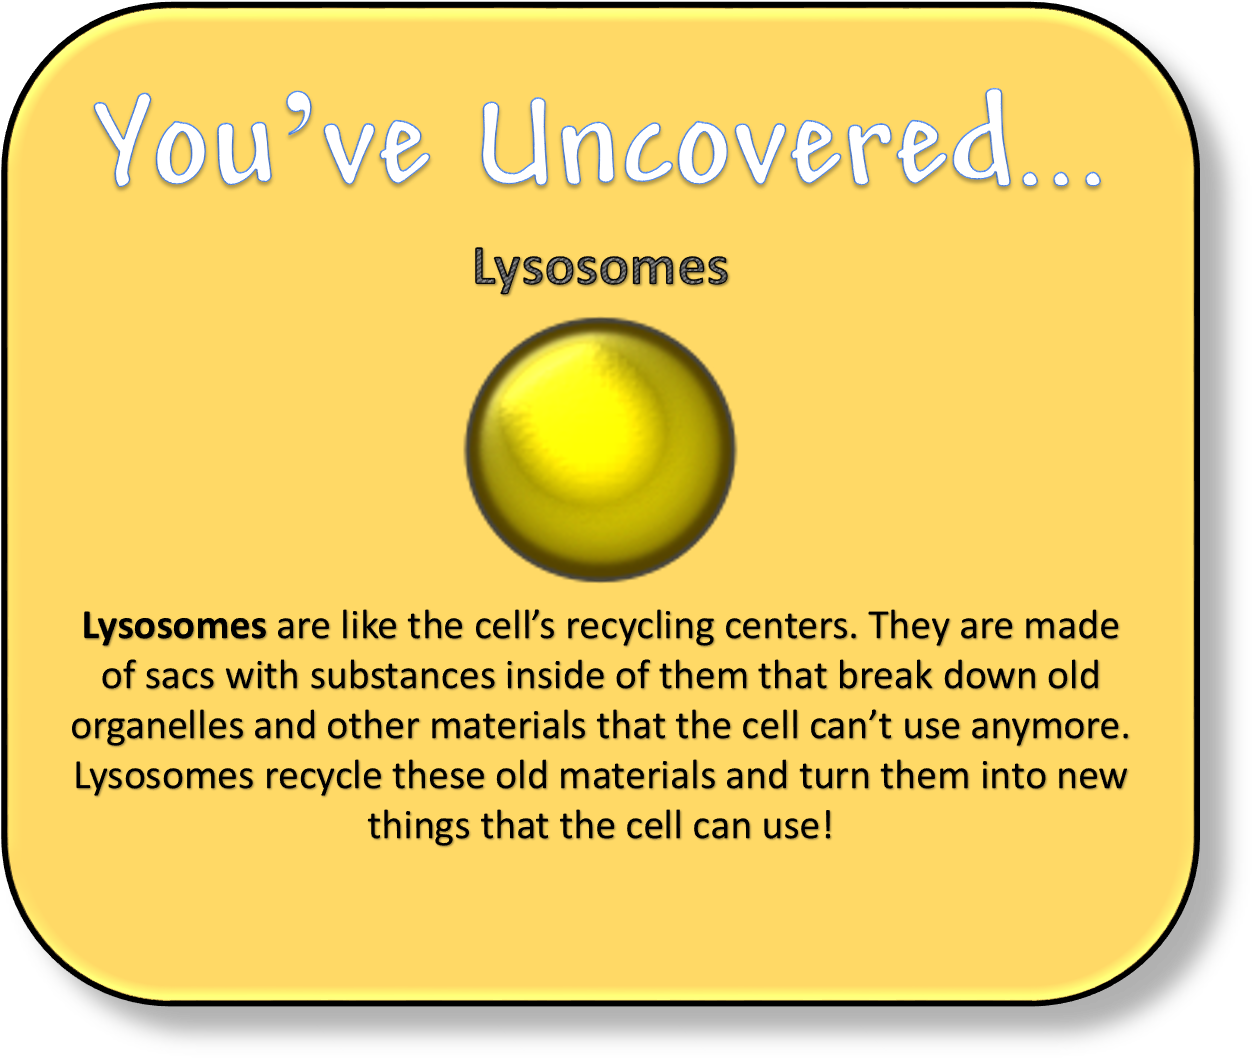 You’ve Uncovered...
Lysosomes
Lysosomes are like the cell’s recycling centers. They are made
of sacs with substances inside of them that break down old
organelles and other materials that the cell can’t use anymore.
Lysosomes recycle these old materials and turn them into new
things that the cell can use!